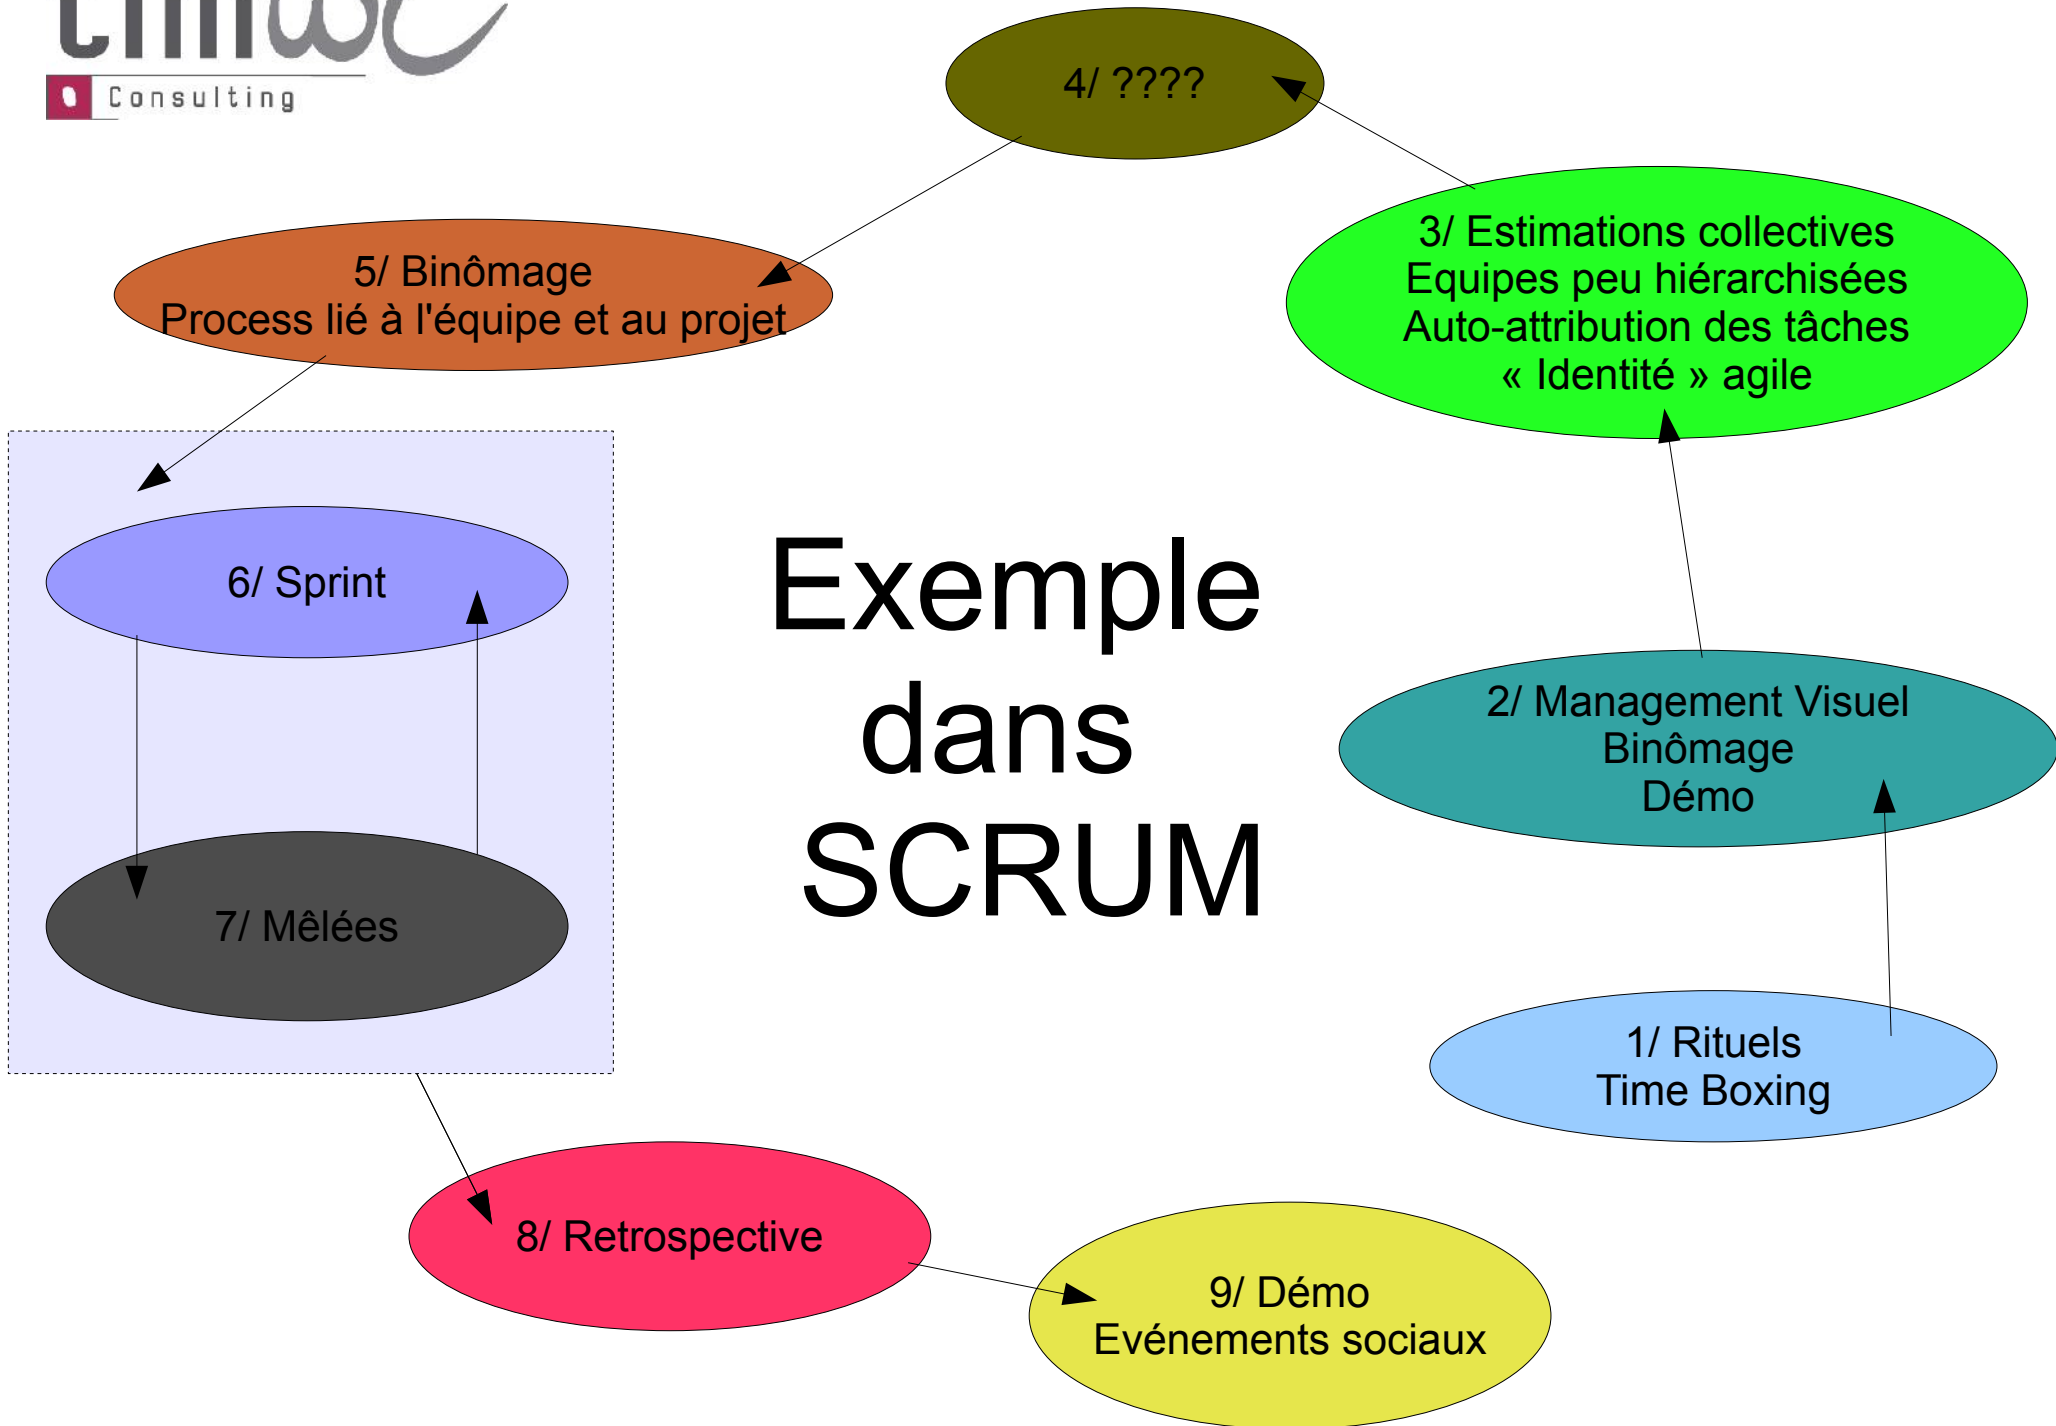 Consulting
4/ ????
3/ Estimations collectives
Equipes peu hiérarchisées
Auto-attribution des tâches
« Identité » agile
5/ Binômage
Process lié à l'équipe et au projet
6/ Sprint
Exemple
dans
SCRUM
2/ Management Visuel
Binômage
Démo
7/ Mêlées
1/ Rituels
Time Boxing
8/ Retrospective
9/ Démo
Evénements sociaux